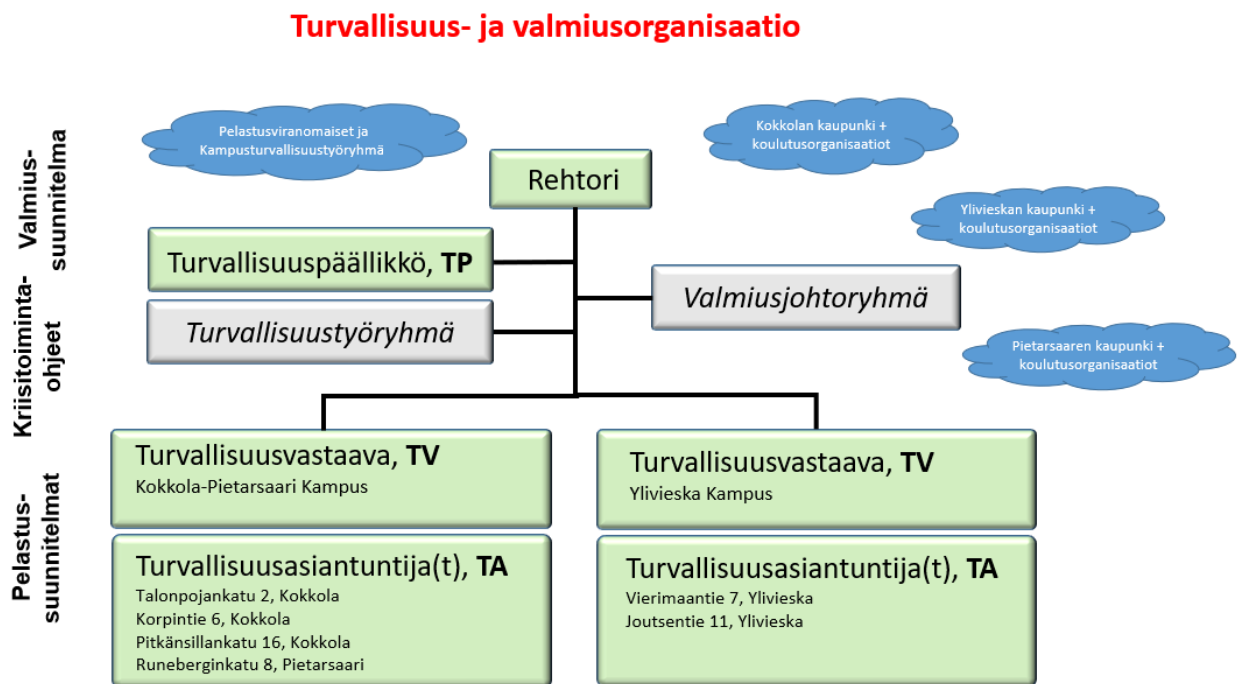 Turvallisuus- ja valmiusorganisaatio
Pelastusviranomaiset ja
Kampusturvallisuustyöryhmä
Kokkolan kaupunki +
koulutusorganisaatiot
Ylivieskan kaupunki +
koulutusorganisaatiot
Pietarsaaren kaupunki +
koulutusorganisaatiot
Valmius-
suunnitelma
Kriisitoiminta-
ohjeet
Pelastus-
suunnitelmat
Rehtori
Turvallisuuspäällikkö, TP
Turvallisuustyöryhmä
Valmiusjohtoryhmä
Turvallisuusvastaava, TV
Kokkola-Pietarsaari Kampus
Turvallisuusasiantuntija(t), TA
Talonpojankatu 2, Kokkola
Korpintie 6, Kokkola
Pitkänsillankatu 16, Kokkola
Runeberginkatu 8, Pietarsaari
Turvallisuusvastaava, TV
Ylivieska Kampus
Turvallisuusasiantuntija(t), TA
Vierimaantie 7, Ylivieska
Joutsentie 11, Ylivieska